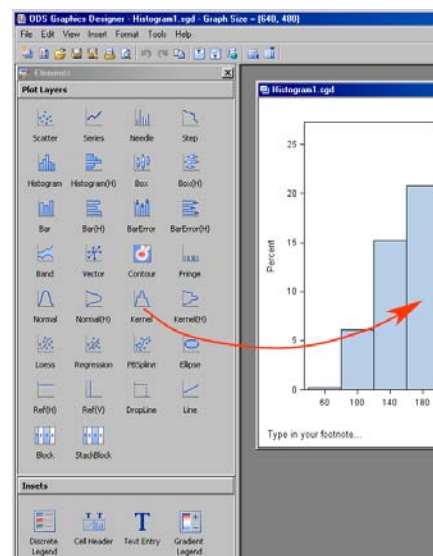 ODS Graphics Designer - Histogram1.sgd - Graph Size - (640, 480)
File Edit View Insert Format Tools Help
Elements
Plot Layers
Scatter Series Needle Step
Histogram Histogram(H) Box Box(H)
Bar Bar(H) BarError BarError(H)
Band Vector Contour Fringe
Normal Normal(H) Kernel Kernel(H)
Loess Regression PBSpline Ellipse
Ref(H) Ref(V) DropLine Line
Block StackBlock
Insets
Discrete Legend Cell Header Text Entry Gradient Legend
Histogram1.sgd
25
20
15
10
5
0
Percent
60 100 140 180
Type in your footnote...